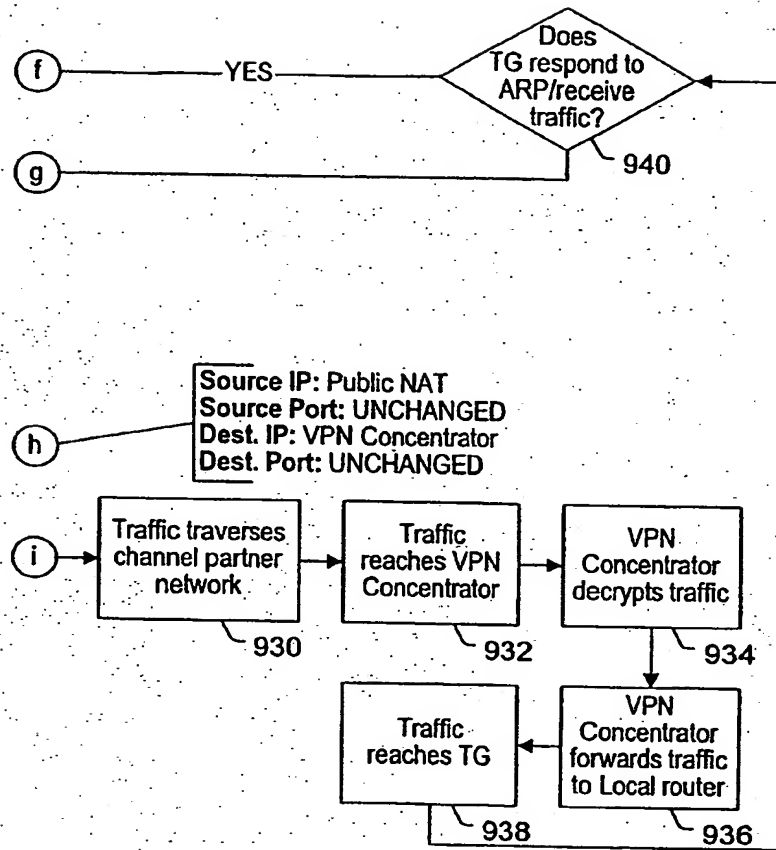 Does
TG respond to
ARP/receive
traffic?
f
YES
940
g
Source IP: Public NAT
Source Port: UNCHANGED
Dest. IP: VPN Concentrator
Dest. Port: UNCHANGED
h
i
Traffic traverses
channel partner
network
930
Traffic
reaches VPN
Concentrator
932
VPN
Concentrator
decrypts traffic
934
Traffic
reaches TG
938
VPN
Concentrator
forwards traffic
to Local router
936